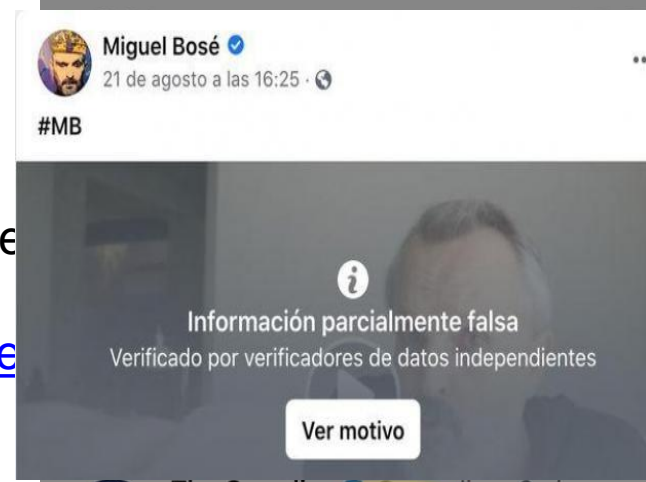 Miguel Bosé
21 de agosto a las 16:25 ·
#MB
e
Información parcialmente falsa
Verificado por verificadores de datos independientes
e
Ver motivo